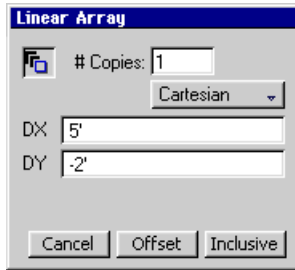 Linear Array
# Copies: 1
Cartesian
DX 5'
DY -2'
Cancel Offset Inclusive